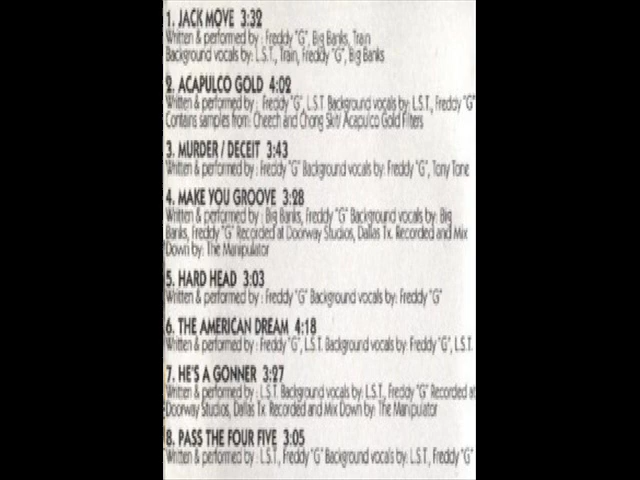 1. JACK MOVE 3:32
Written & performed by : Freddy "G", Big Banks, Train
Background vocals by: L.S.T., Train, Freddy "G", Big Banks
2. ACAPULCO GOLD 4:02
Written & performed by : Freddy "G", L.S.T. Background vocals by: L.S.T., Freddy "G"
Contains samples from: Cheech and Chong Skit/ Acapulco Gold Filters
3. MURDER / DECEIT 3:43
Written & performed by : Freddy "G" Background vocals by: Freddy "G", Tony Tone
4. MAKE YOU GROOVE 3:28
Written & performed by : Big Banks, Freddy "G" Background vocals by: Big
Banks, Freddy "G" Recorded at Doorway Studios, Dallas Tx. Recorded and Mix
Down by: The Manipulator
5. HARD HEAD 3:03
Written & performed by : Freddy "G" Background vocals by: Freddy "G"
6. THE AMERICAN DREAM 4:18
Written & performed by : Freddy "G", L.S.T. Background vocals by: Freddy "G", L.S.T.
7. HE'S A GONNER 3:27
Written & performed by : L.S.T. Background vocals by: L.S.T., Freddy "G" Recorded at
Doorway Studios, Dallas Tx. Recorded and Mix Down by: The Manipulator
8. PASS THE FOUR FIVE 3:05
Written & performed by : L.S.T., Freddy "G" Background vocals by: L.S.T., Freddy "G"